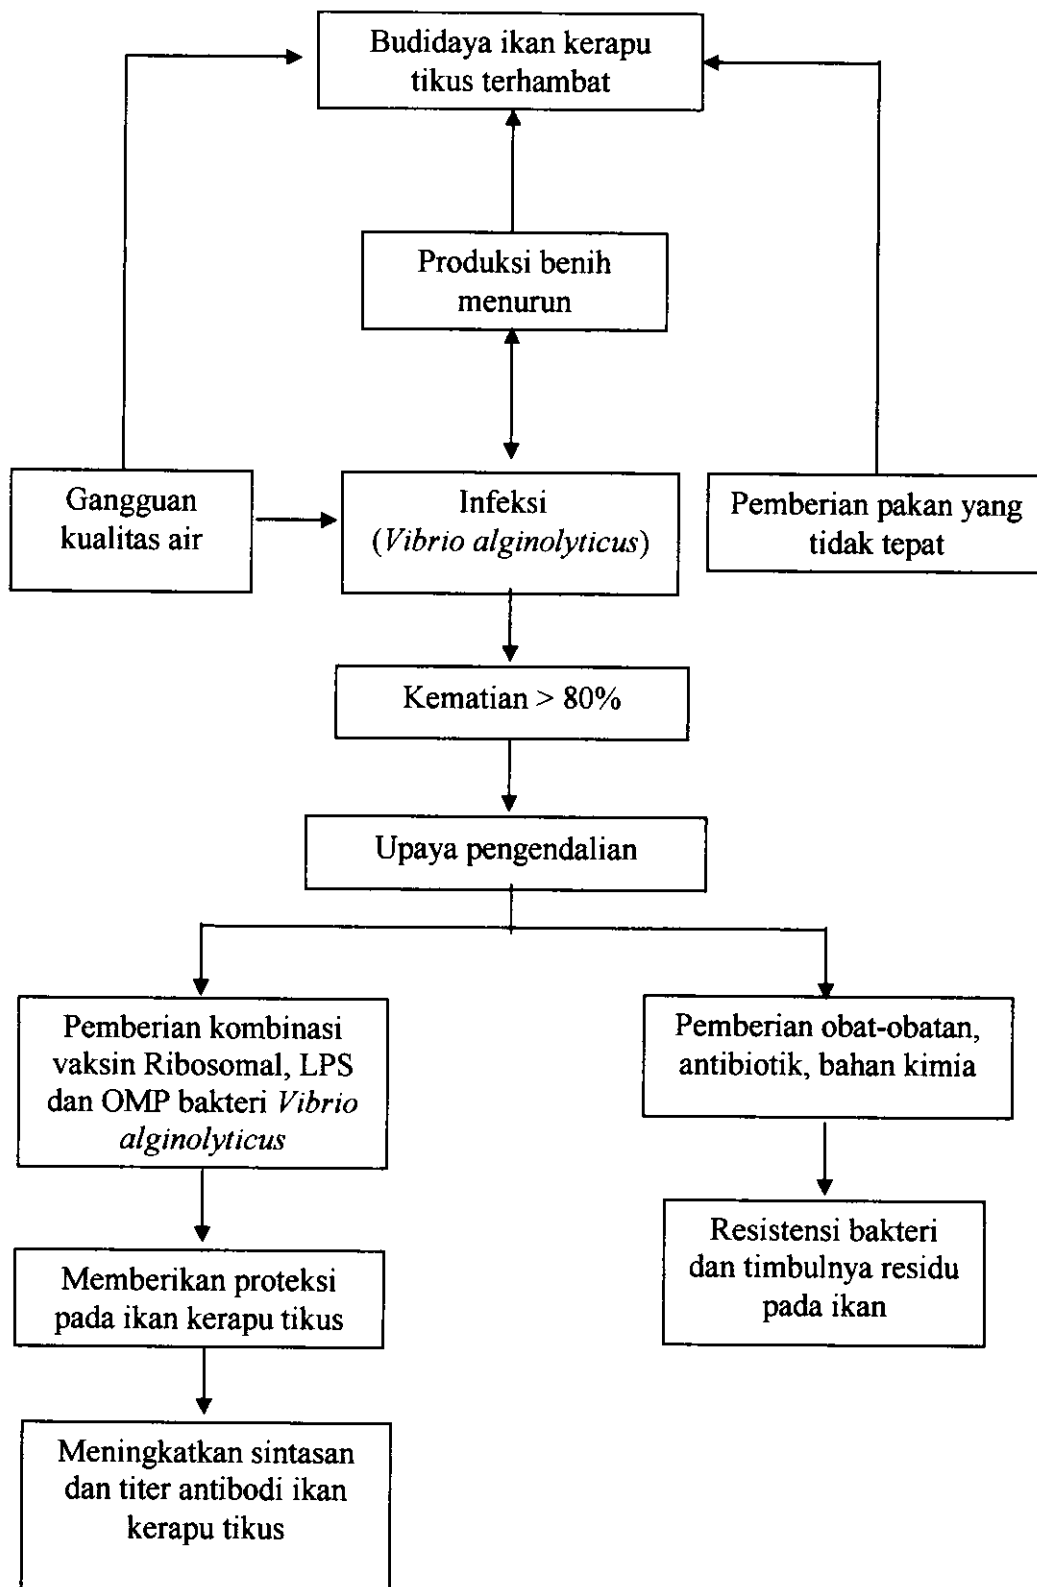 Budidaya ikan kerapu
tikus terhambat
Produksi benih
menurun
Gangguan
kualitas air
Infeksi
(Vibrio alginolyticus)
Pemberian pakan yang
tidak tepat
Kematian > 80%
Upaya pengendalian
Pemberian kombinasi
vaksin Ribosomal, LPS
dan OMP bakteri Vibrio
alginolyticus
Pemberian obat-obatan,
antibiotik, bahan kimia
Memberikan proteksi
pada ikan kerapu tikus
Resistensi bakteri
dan timbulnya residu
pada ikan
Meningkatkan sintasan
dan titer antibodi ikan
kerapu tikus